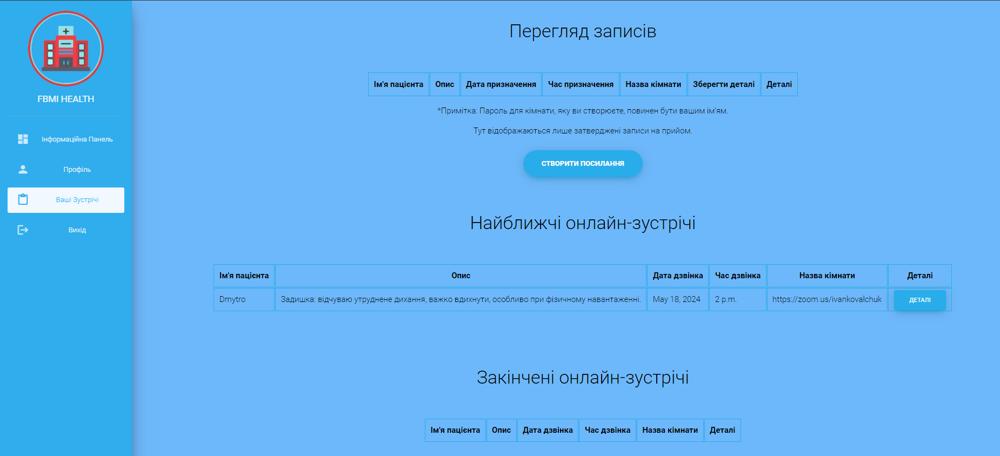 FBMI HEALTH
Інформаційна Панель
Профіль
Ваші Зустрічі
Вихід
Перегляд записів
Ім'я пацієнта Опис Дата призначення Час призначення Назва кімнати Зберегти деталі Деталі
*Примітка: Пароль для кімнати, яку ви створюєте, повинен бути вашим ім'ям.
Тут відображаються лише затверджені записи на прийом.
СТВОРИТИ ПОСИЛАННЯ
Найближчі онлайн-зустрічі
Ім'я пацієнта Опис Дата дзвінка Час дзвінка Назва кімнати Деталі
Dmytro Задишка: відчуваю утруднене дихання, важко вдихнути, особливо при фізичному навантаженні. May 18, 2024 2 p.m. https://zoom.us/ivankovalchuk ДЕТАЛІ
Закінчені онлайн-зустрічі
Ім'я пацієнта Опис Дата дзвінка Час дзвінка Назва кімнати Деталі